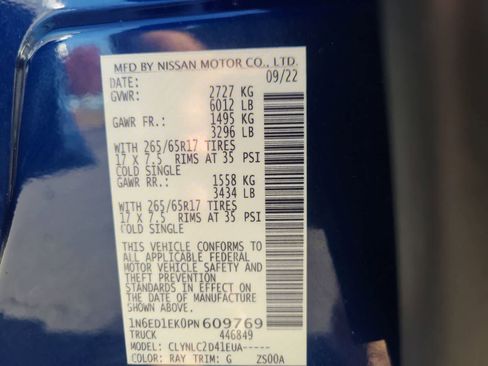 MFD BY NISSAN MOTOR CO., LTD.
DATE: 09/22
GVWR: 2727 KG
6012 LB
GAWR FR.: 1495 KG
3296 LB
WITH 265/65R17 TIRES
17 X 7.5 RIMS AT 35 PSI
COLD SINGLE
GAWR RR.: 1558 KG
3434 LB
WITH 265/65R17 TIRES
17 X 7.5 RIMS AT 35 PSI
COLD SINGLE
THIS VEHICLE CONFORMS TO
ALL APPLICABLE FEDERAL
MOTOR VEHICLE SAFETY AND
THEFT PREVENTION
STANDARDS IN EFFECT ON
THE DATE OF MANUFACTURE
SHOWN ABOVE.
1N6ED1EK0PN609769
TRUCK 446849
MODEL: CLYNLC2D41EUA-----
COLOR: RAY TRIM: G ZS00A